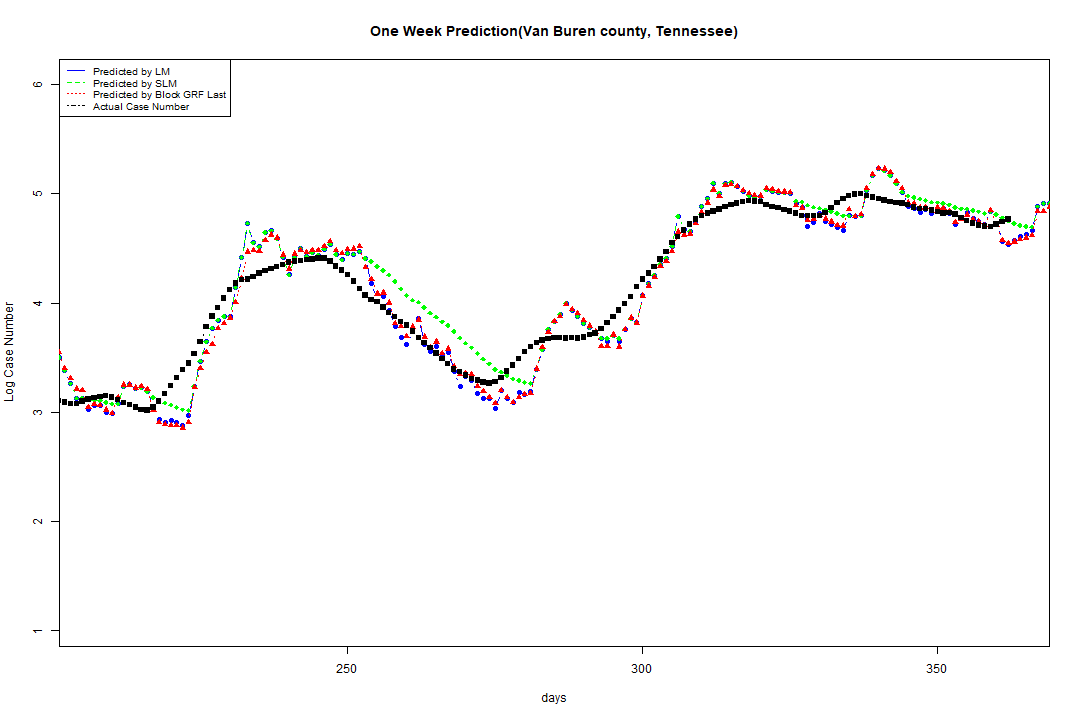 One Week Prediction(Van Buren county, Tennessee)
Predicted by LM
Predicted by SLM
Predicted by Block GRF Last
Actual Case Number
6
5
4
3
2
1
Log Case Number
250
300
350
days